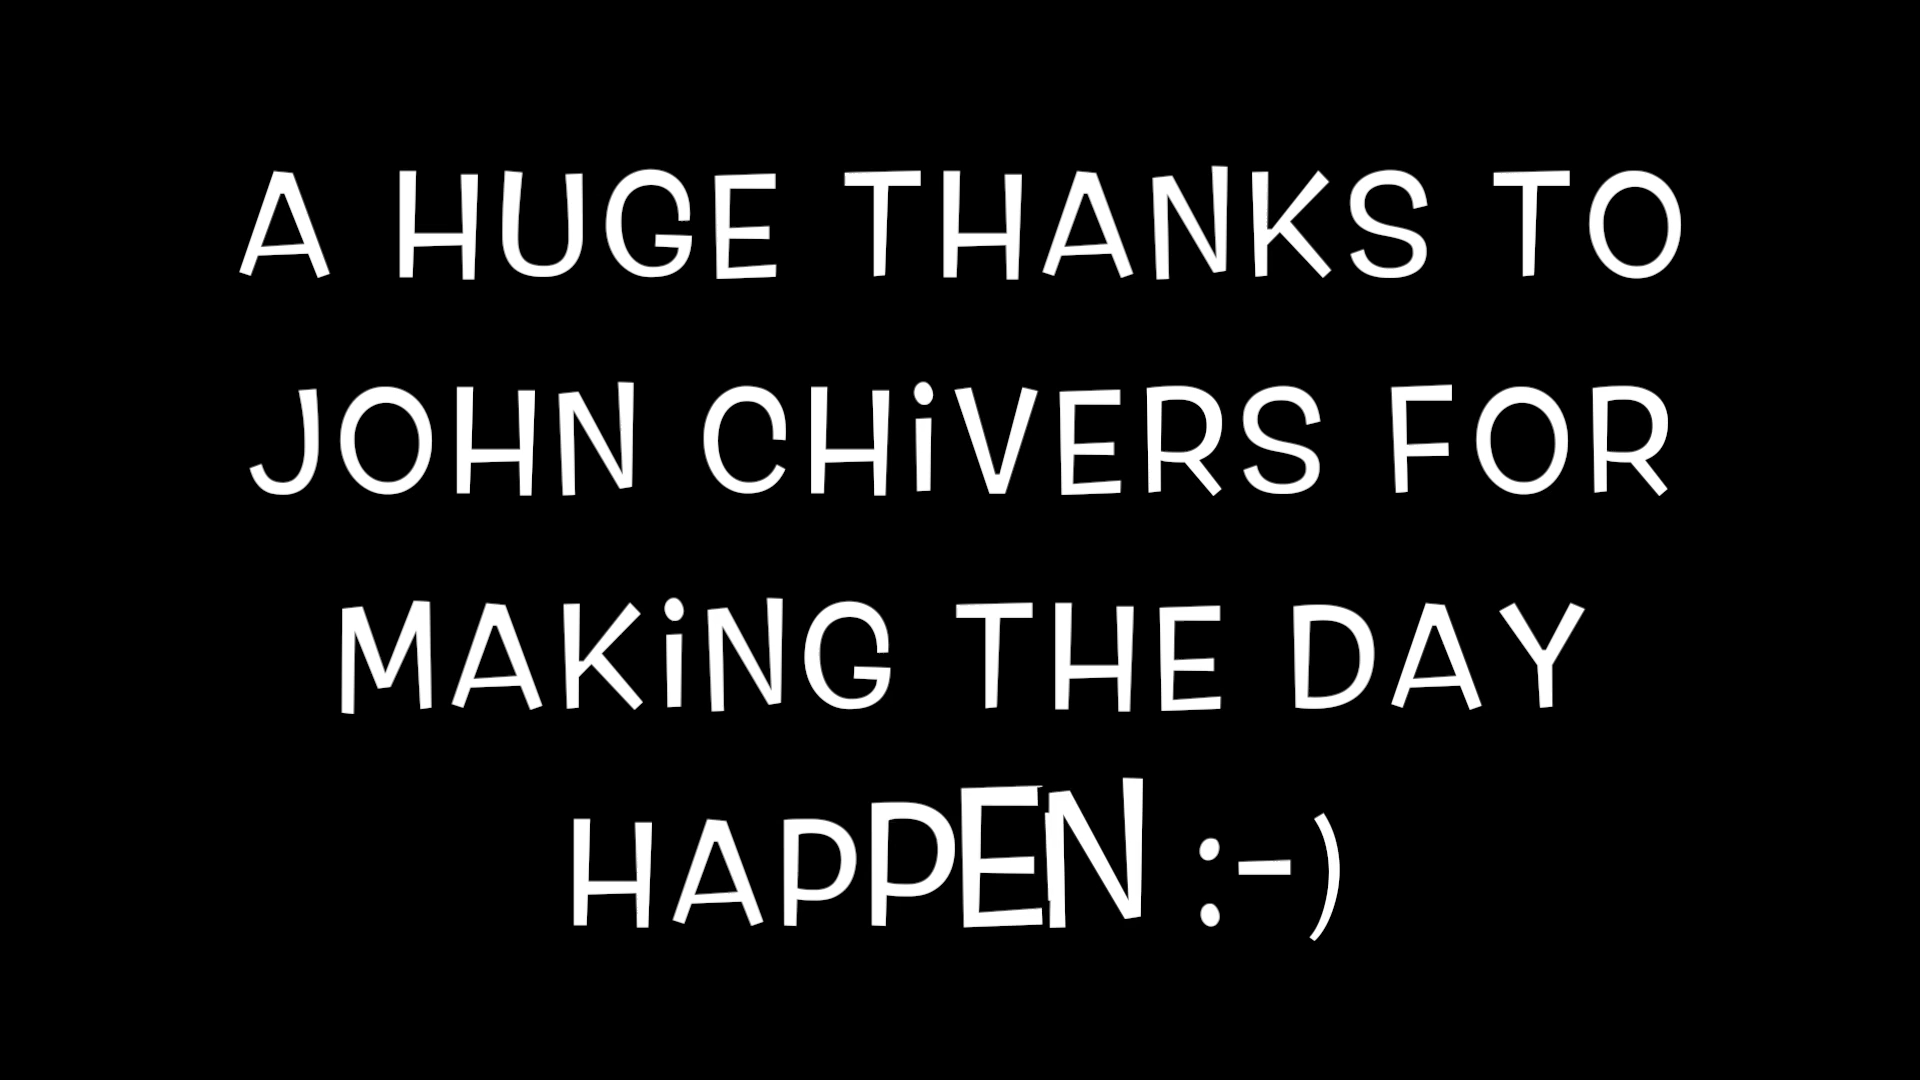 A HUGE THANKS TO
JOHN CHiVERS FOR
MAKiNG THE DAY
HAPPEN :-)